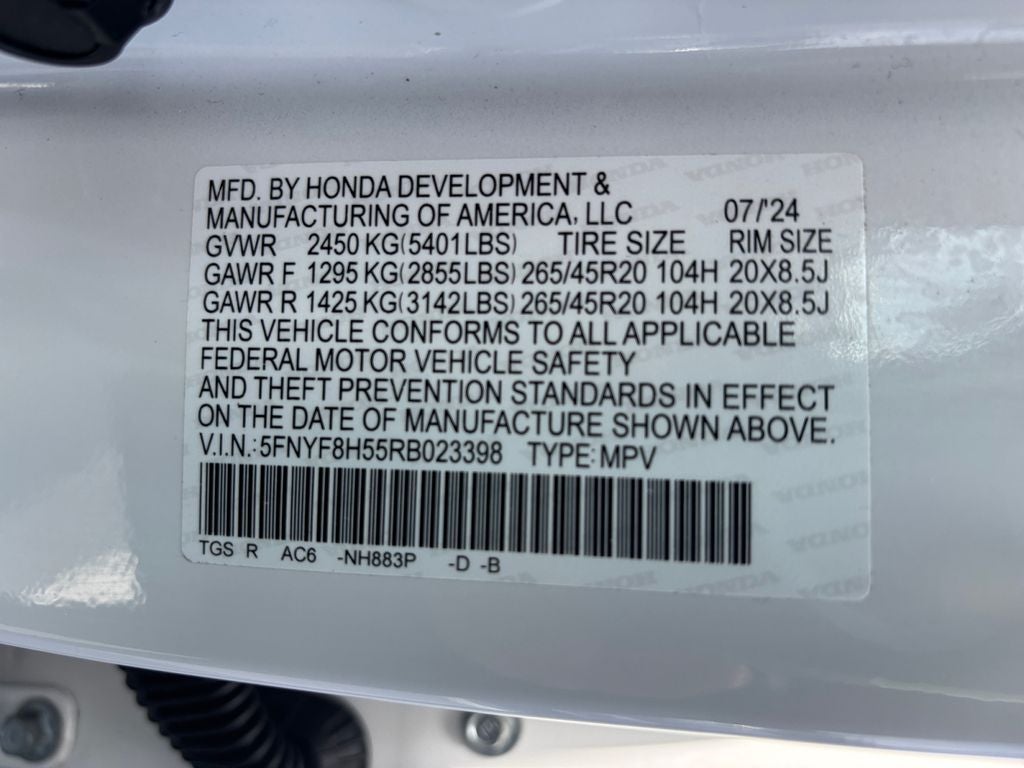 MFD. BY HONDA DEVELOPMENT &
MANUFACTURING OF AMERICA, LLC 07/'24
GVWR 2450 KG(5401LBS) TIRE SIZE RIM SIZE
GAWR F 1295 KG(2855LBS) 265/45R20 104H 20X8.5J
GAWR R 1425 KG(3142LBS) 265/45R20 104H 20X8.5J
THIS VEHICLE CONFORMS TO ALL APPLICABLE
FEDERAL MOTOR VEHICLE SAFETY
AND THEFT PREVENTION STANDARDS IN EFFECT
ON THE DATE OF MANUFACTURE SHOWN ABOVE.
V.I.N.: 5FNYF8H55RB023398 TYPE: MPV
TGS R AC6 -NH883P -D -B